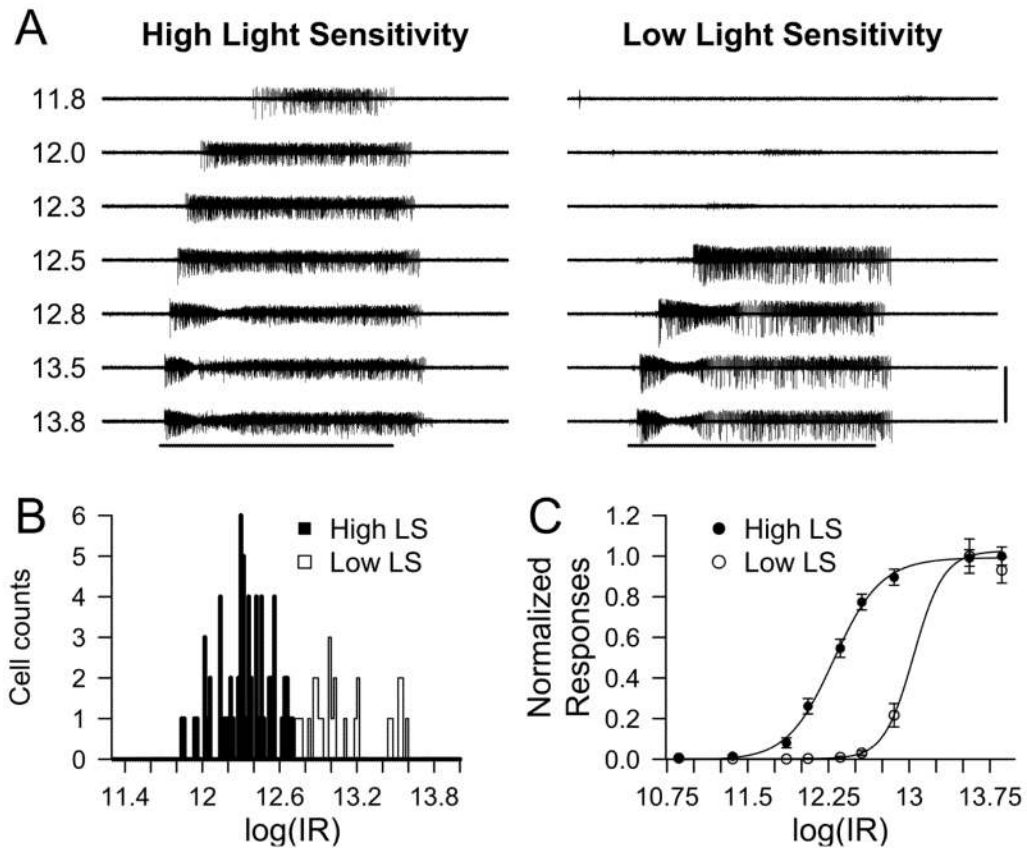 A
High Light Sensitivity
Low Light Sensitivity
11.8
12.0
12.3
12.5
12.8
13.5
13.8
B
6
5
4
3
2
1
0
Cell counts
High LS
Low LS
11.4 12 12.6 13.2 13.8
log(IR)
C
1.2
1.0
0.8
0.6
0.4
0.2
0.0
Normalized
Responses
High LS
Low LS
10.75 11.5 12.25 13 13.75
log(IR)